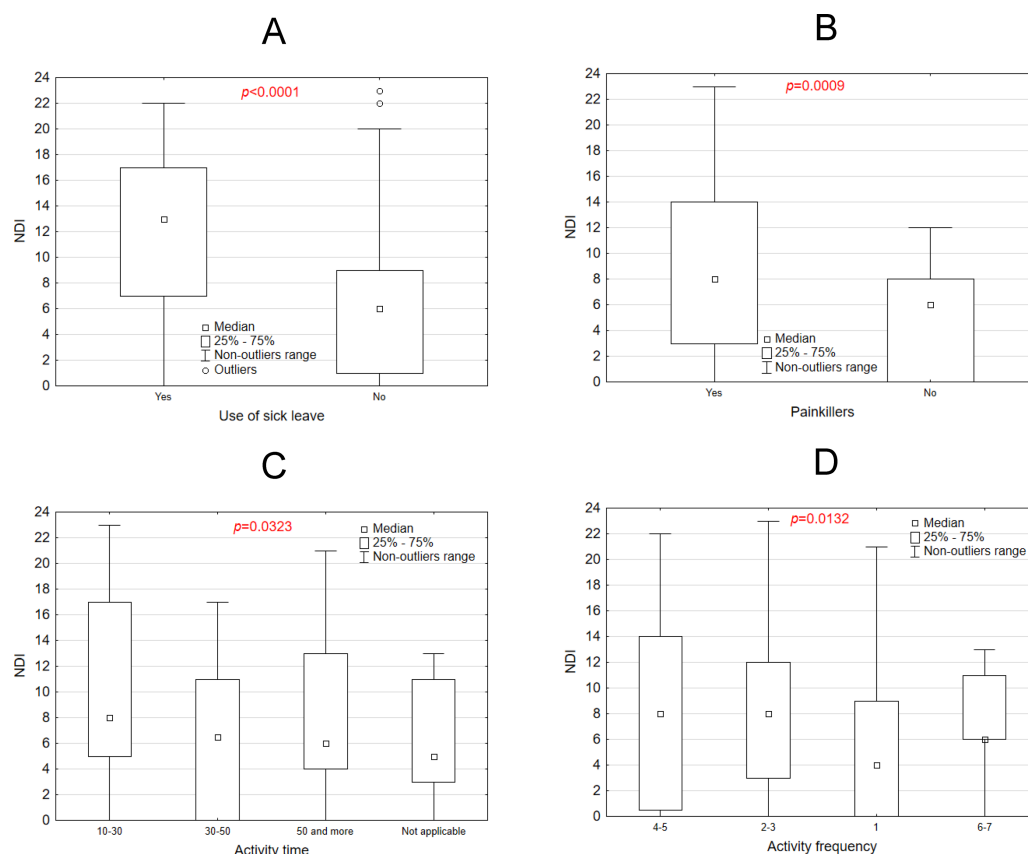 A
p<0.0001
24
22
20
18
16
14
12
10
8
6
4
2
0
NDI
Median
25% - 75%
Non-outliers range
Outliers
Yes
No
Use of sick leave
B
p=0.0009
24
22
20
18
16
14
12
10
8
6
4
2
0
NDI
Median
25% - 75%
Non-outliers range
Yes
No
Painkillers
C
p=0.0323
24
22
20
18
16
14
12
10
8
6
4
2
0
NDI
Median
25% - 75%
Non-outliers range
10-30
30-50
50 and more
Not applicable
Activity time
D
p=0.0132
24
22
20
18
16
14
12
10
8
6
4
2
0
NDI
Median
25% - 75%
Non-outliers range
4-5
2-3
1
6-7
Activity frequency